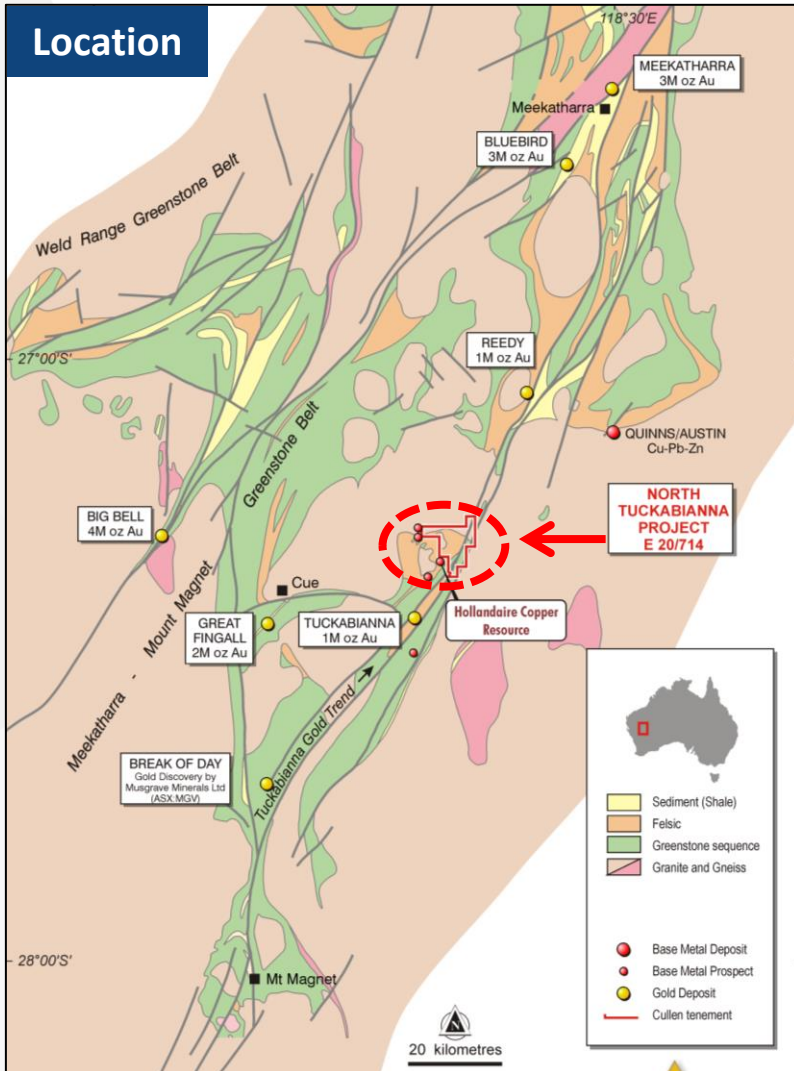 Location
118°30'E
MEEKATHARRA
3M oz Au
Meekatharra
BLUEBIRD
3M oz Au
Weld Range Greenstone Belt
REEDY
1M oz Au
27°00'S'
QUINNS/AUSTIN
Cu-Pb-Zn
Greenstone Belt
NORTH
TUCKABIANNA
PROJECT
E 20/714
BIG BELL
4M oz Au
Cue
Hollandaire Copper
Resource
GREAT
FINGALL
2M oz Au
TUCKABIANNA
1M oz Au
Meekatharra - Mount Magnet
Tuckabianna Gold Trend
BREAK OF DAY
Gold Discovery by
Musgrave Minerals Ltd
(ASX:MGV)
Sediment (Shale)
Felsic
Greenstone sequence
Granite and Gneiss
Base Metal Deposit
Base Metal Prospect
Gold Deposit
Cullen tenement
28°00'S'
Mt Magnet
N
20 kilometres